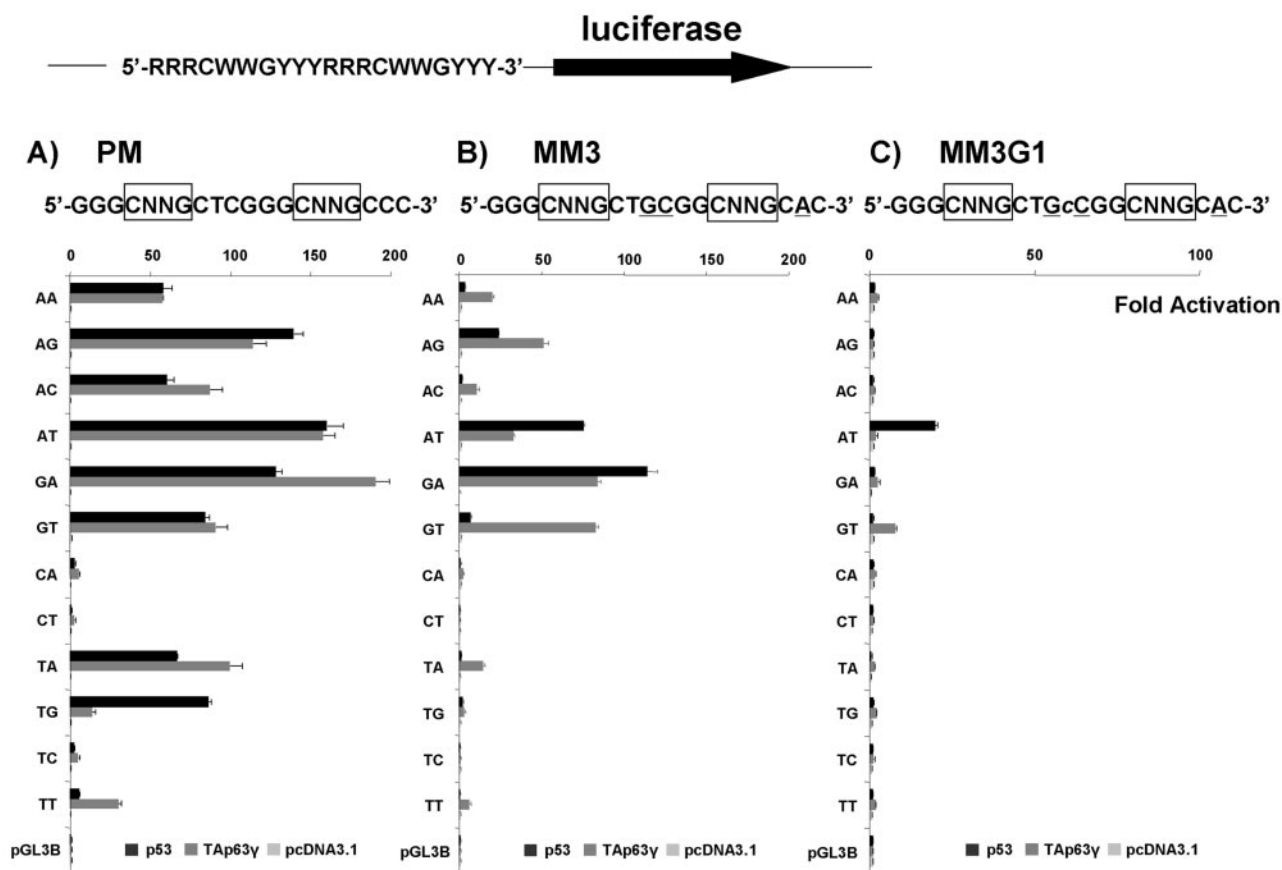 luciferase
5’-RRRCWWGYYYRRRCWWGYYY-3’
A) PM
5’-GGGCNNGCTCGGGCNNGCCC-3’
0 50 100 150 200
AA
AG
AC
AT
GA
GT
CA
CT
TA
TG
TC
TT
pGL3B
p53 TAp63γ pcDNA3.1
B) MM3
5’-GGGCNNGCTGCGGCNNGCAC-3’
0 50 100 150 200
AA
AG
AC
AT
GA
GT
CA
CT
TA
TG
TC
TT
pGL3B
p53 TAp63γ pcDNA3.1
C) MM3G1
5’-GGGCNNGCTGcCGGCNNGCAC-3’
0 50 100
Fold Activation
AA
AG
AC
AT
GA
GT
CA
CT
TA
TG
TC
TT
pGL3B
p53 TAp63γ pcDNA3.1